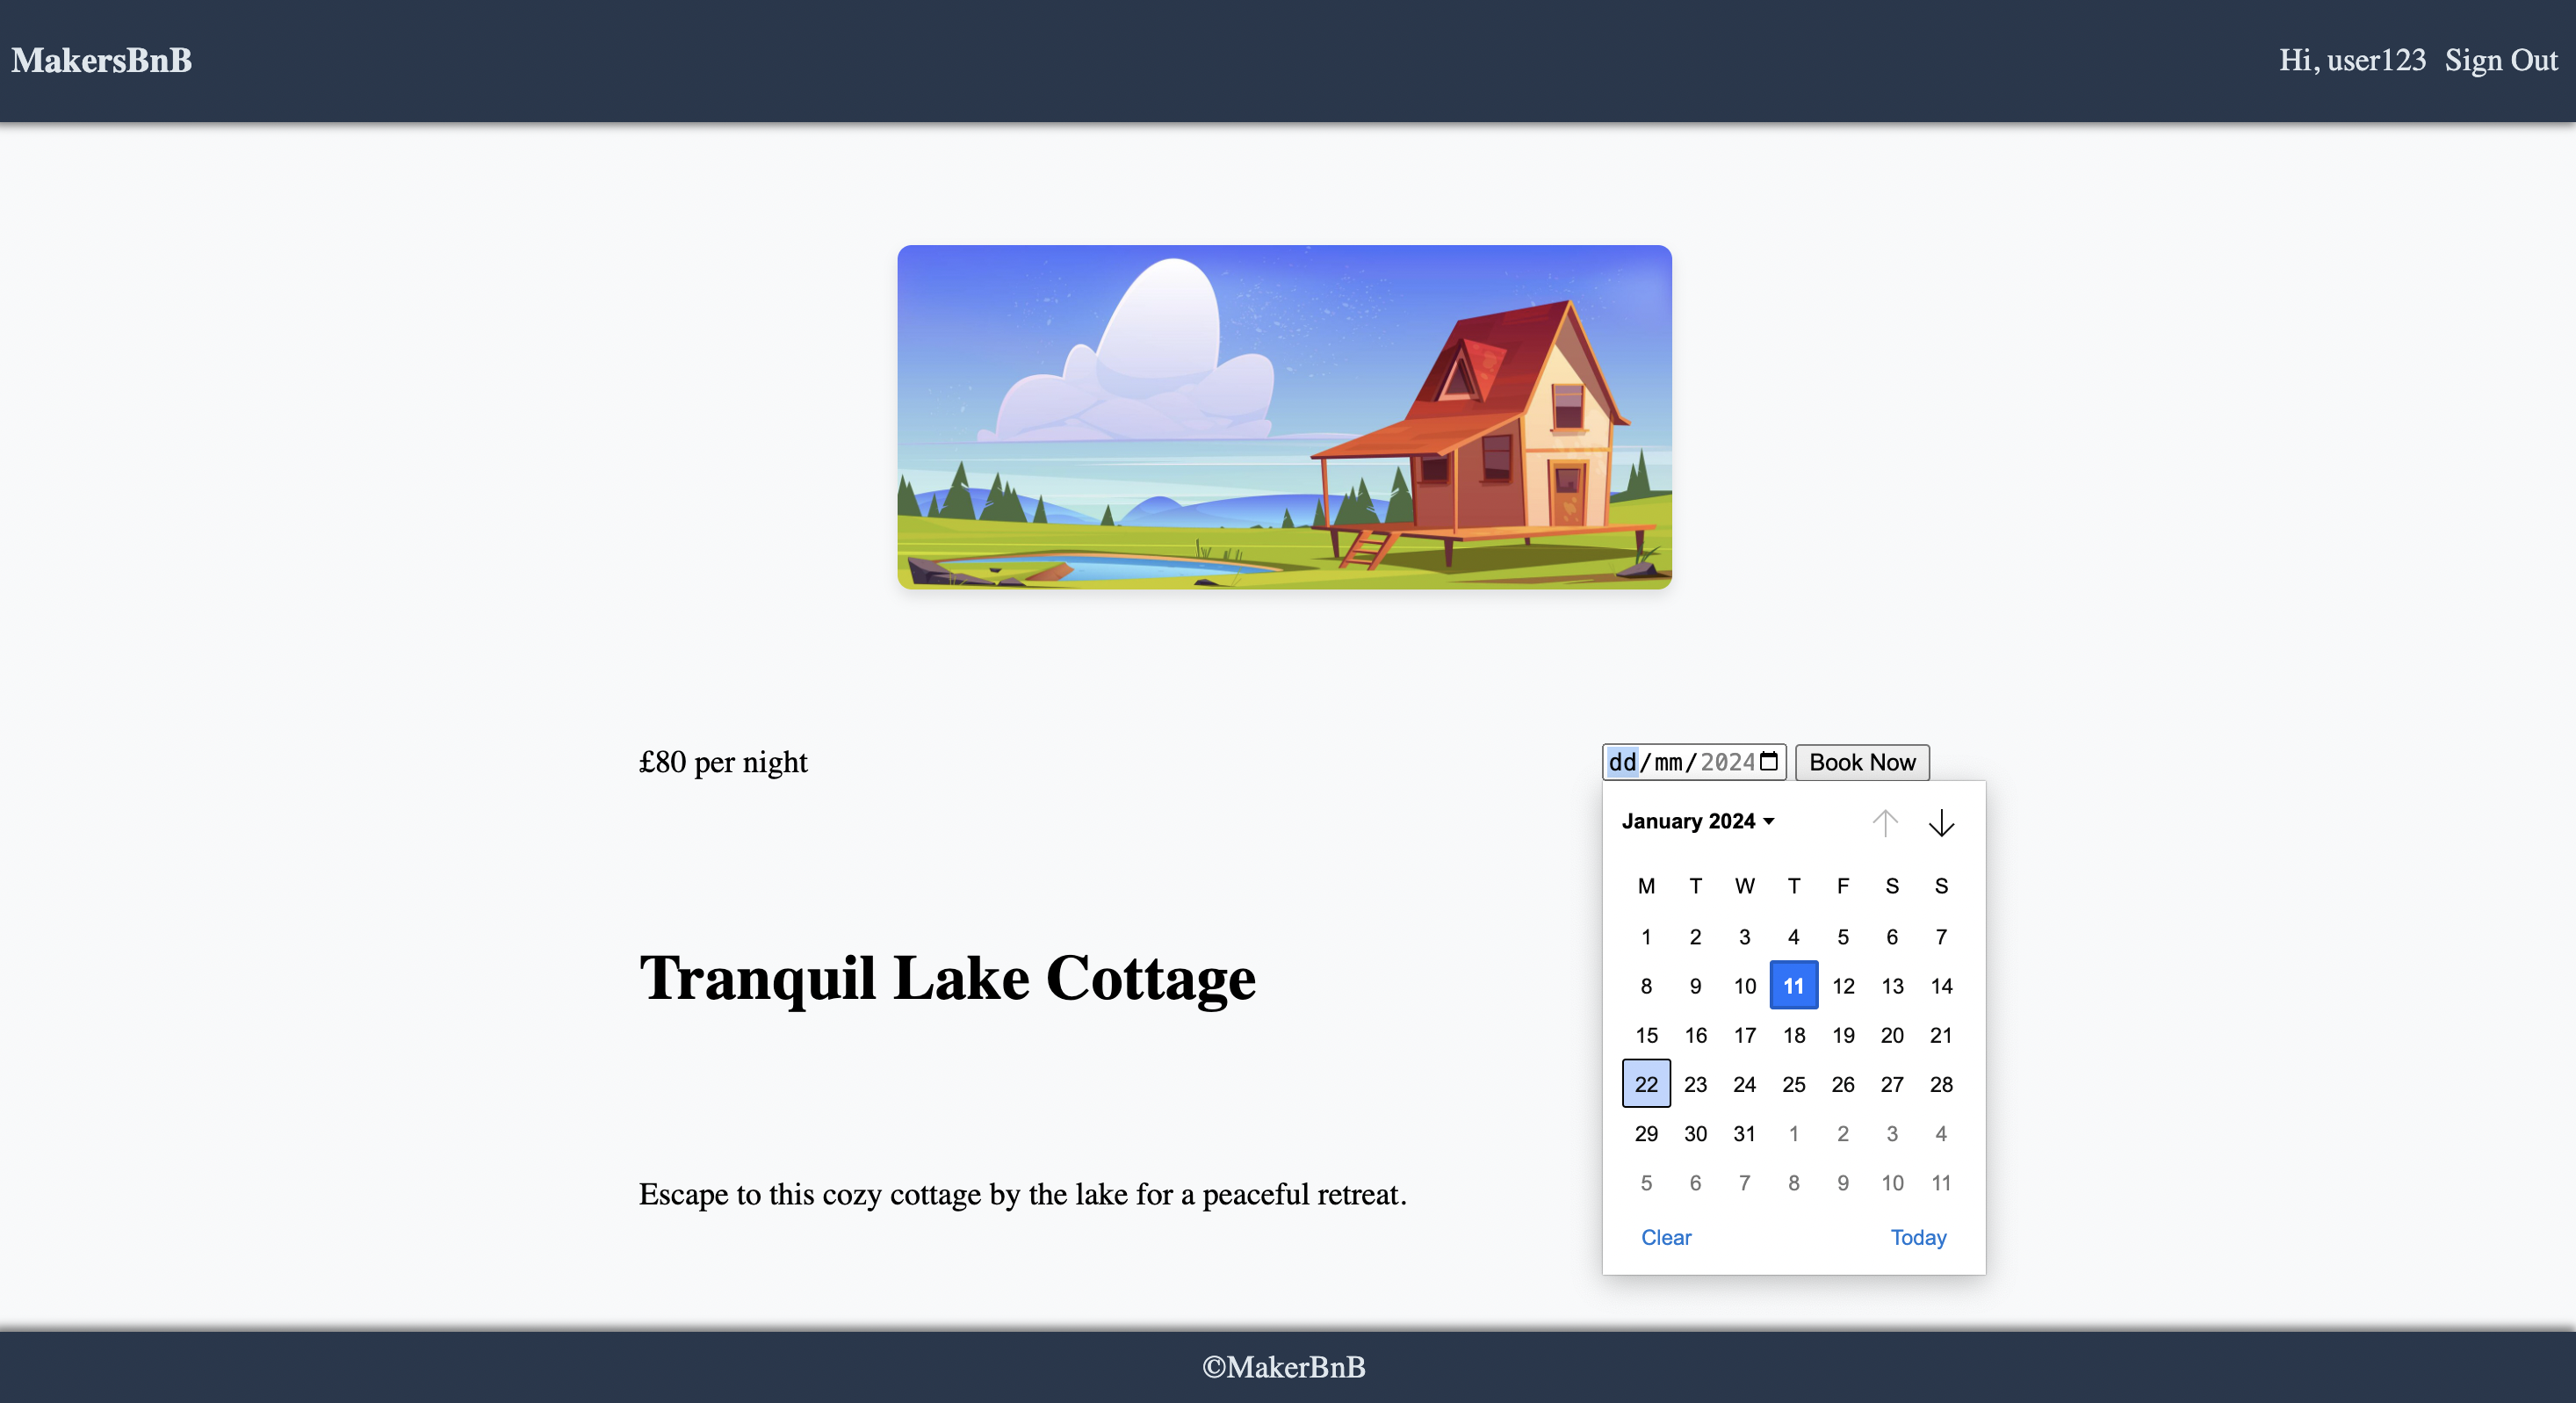 MakersBnB
Hi, user123 Sign Out
£80 per night
dd/mm/2024 Book Now
January 2024
M T W T F S S
1 2 3 4 5 6 7
8 9 10 11 12 13 14
15 16 17 18 19 20 21
22 23 24 25 26 27 28
29 30 31 1 2 3 4
5 6 7 8 9 10 11
Clear Today
Tranquil Lake Cottage
Escape to this cozy cottage by the lake for a peaceful retreat.
©MakerBnB